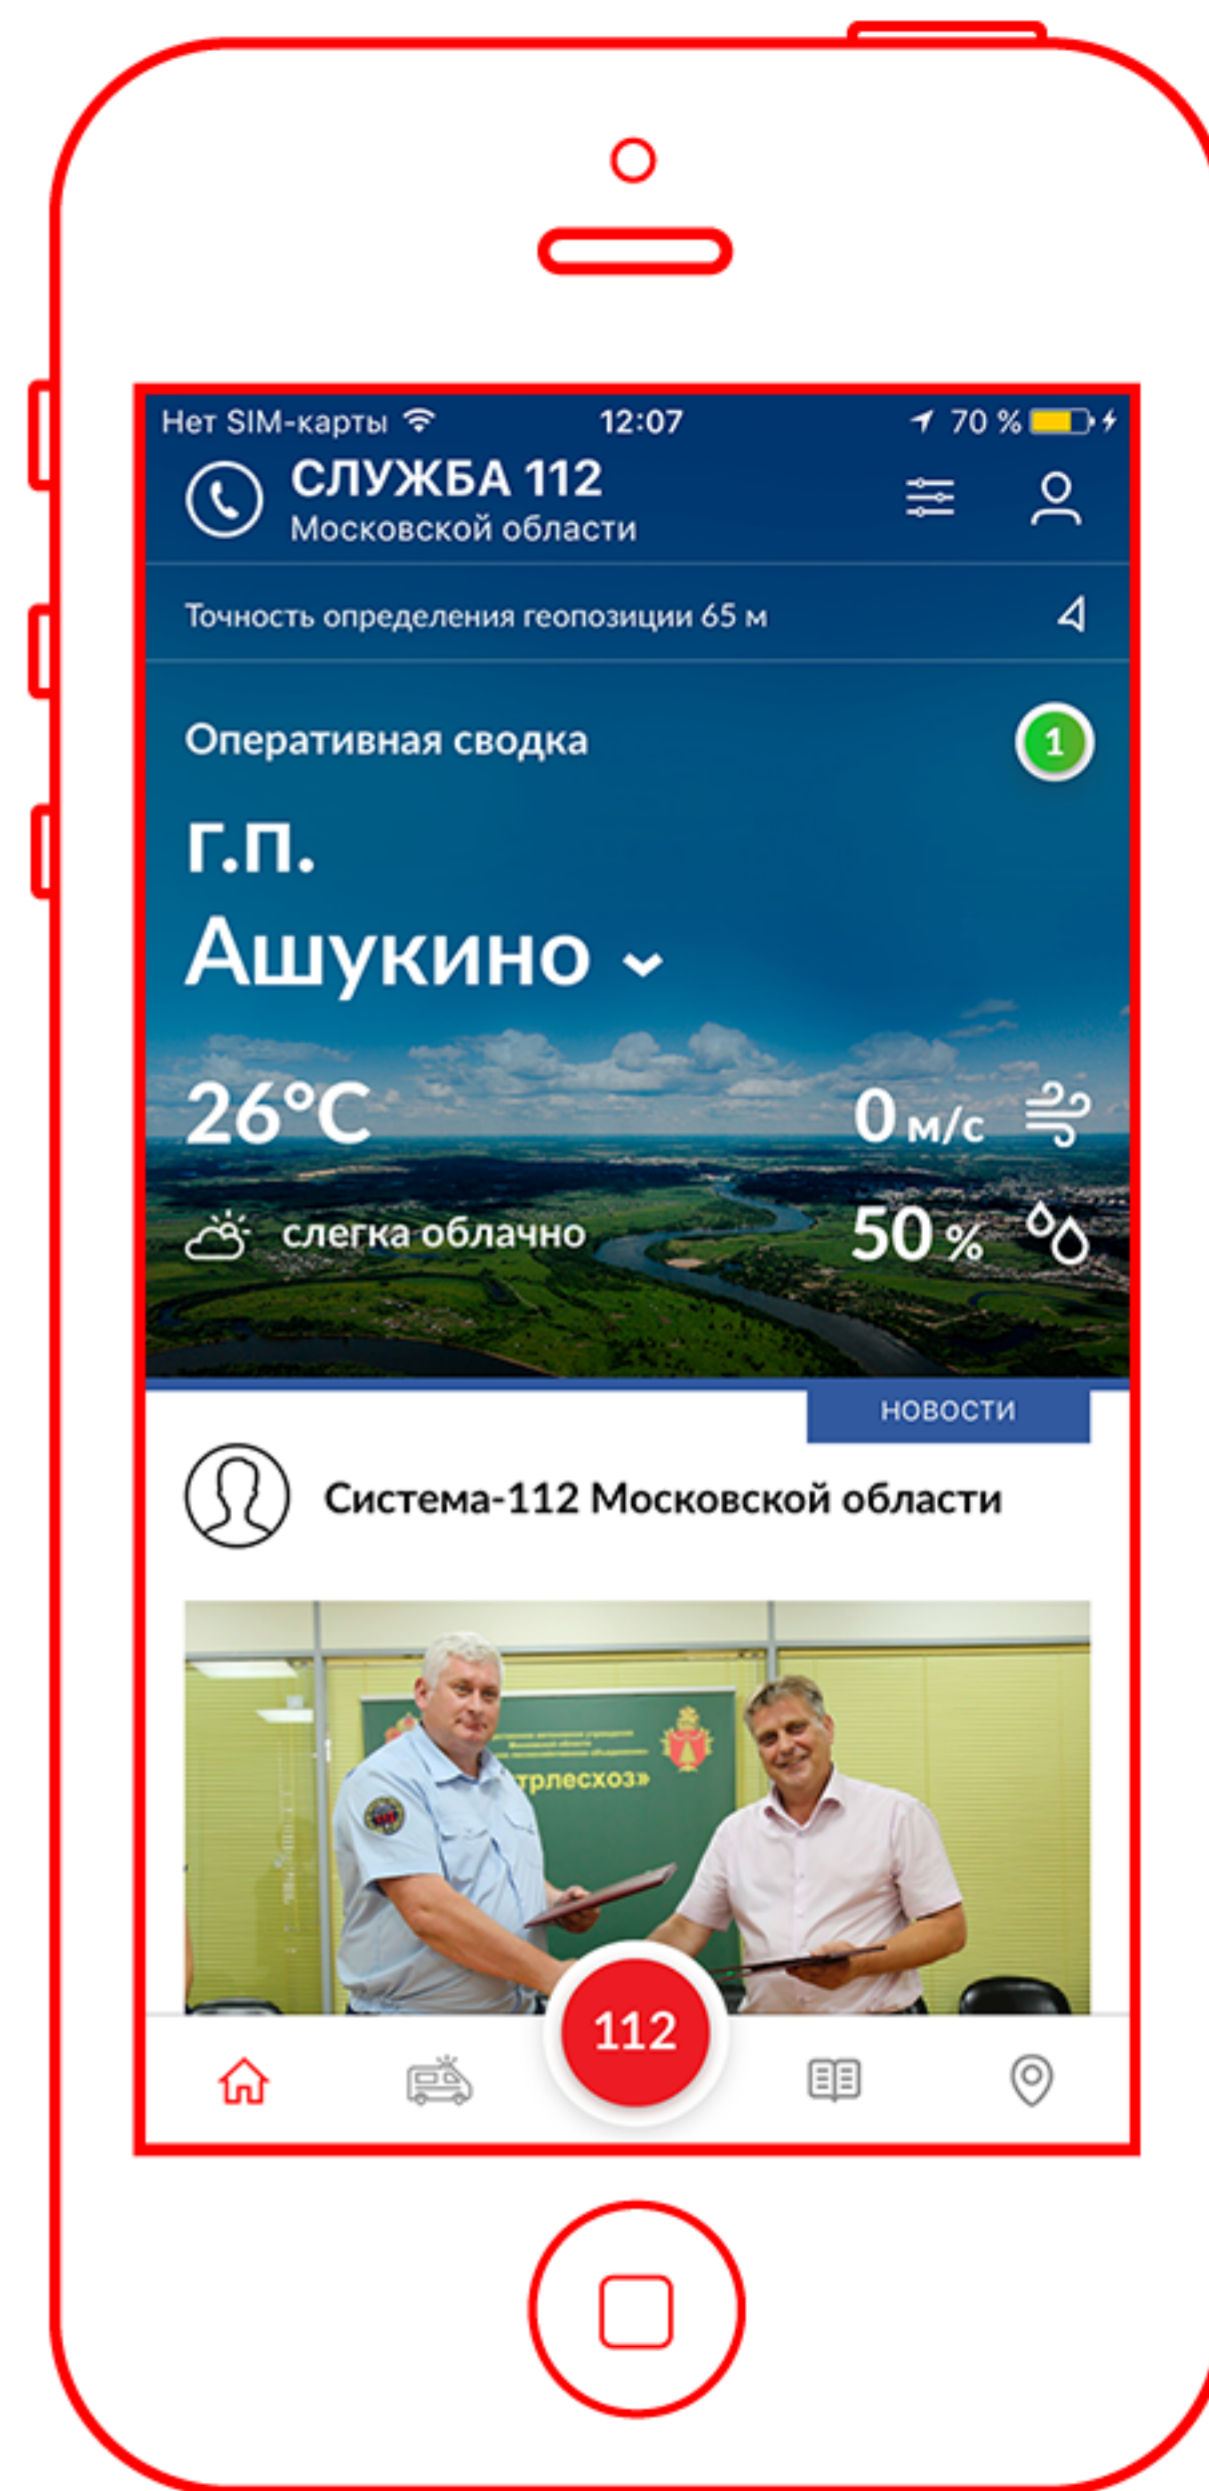 Нет SIM-карты 12:07 70 %
СЛУЖБА 112
Московской области
Точность определения геопозиции 65 м
Оперативная сводка 1
г.п.
Ашукино
26°C 0 м/с
слегка облачно 50 %
НОВОСТИ
Система-112 Московской области
трлесхоз»
112